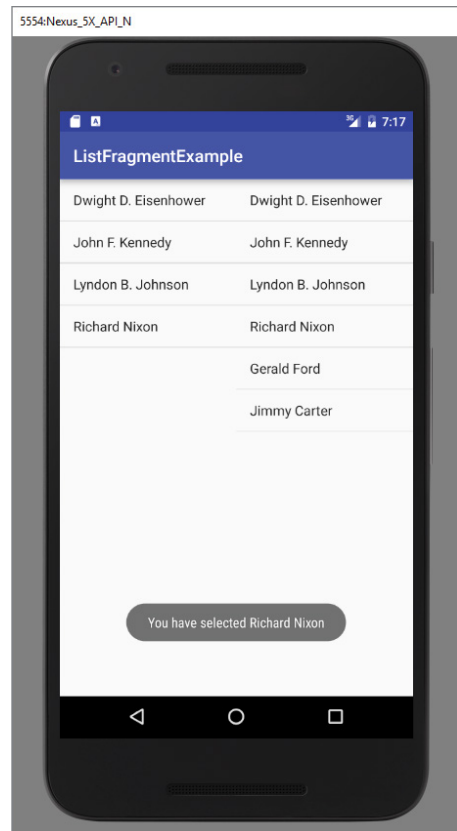 5554:Nexus_5X_API_N
A 3G 7:17
ListFragmentExample
Dwight D. Eisenhower Dwight D. Eisenhower
John F. Kennedy John F. Kennedy
Lyndon B. Johnson Lyndon B. Johnson
Richard Nixon Richard Nixon
Gerald Ford
Jimmy Carter
You have selected Richard Nixon